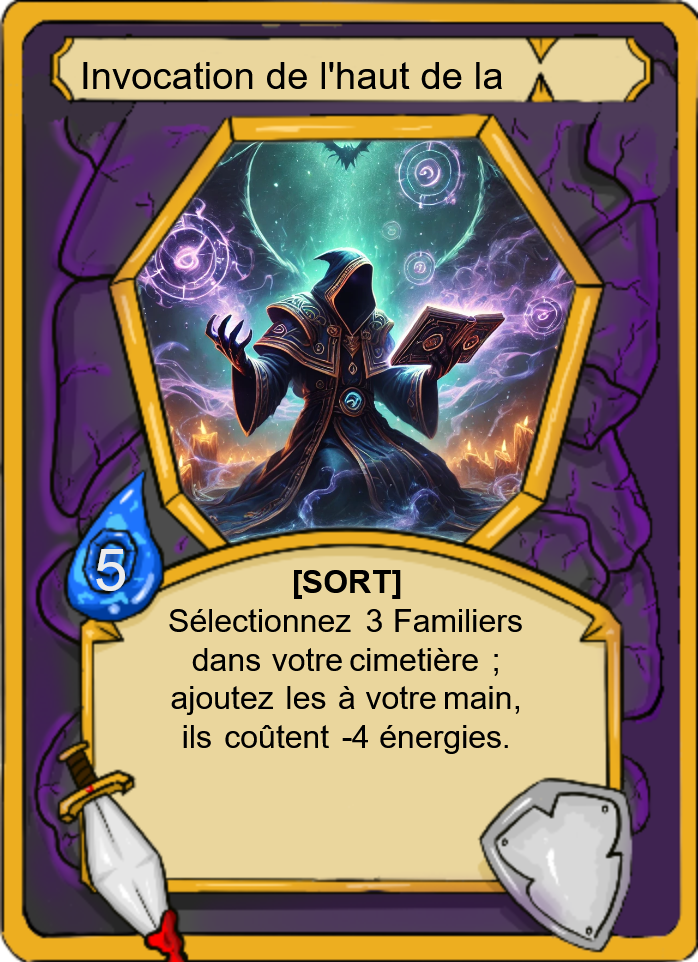 Invocation de l'haut de la
5
[SORT]
Sélectionnez 3 Familiers
dans votre cimetière ;
ajoutez les à votre main,
ils coûtent -4 énergies.